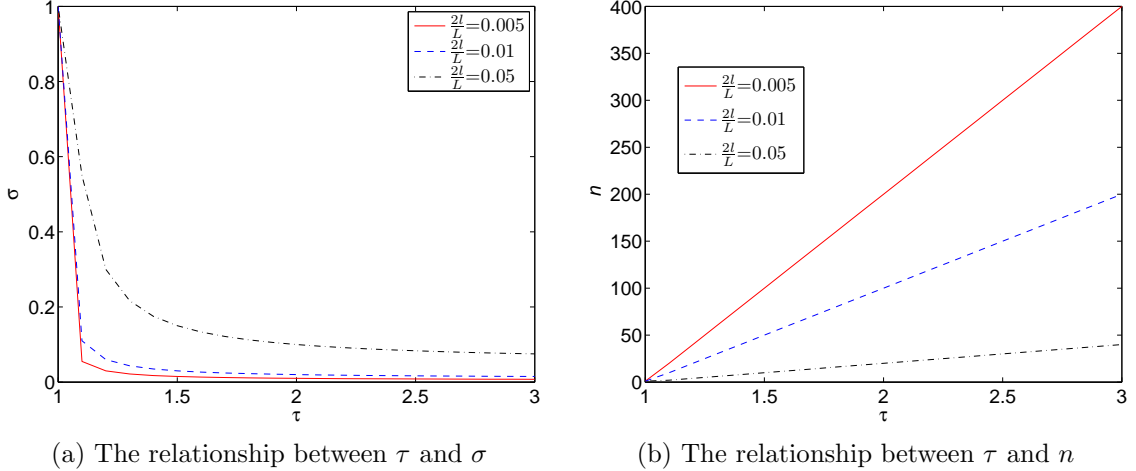 1
0.8
0.6
0.4
0.2
0
σ
1
1.5
2
2.5
3
τ
2l/L=0.005
2l/L=0.01
2l/L=0.05
(a) The relationship between τ and σ
400
350
300
250
200
150
100
50
0
n
1
1.5
2
2.5
3
τ
2l/L=0.005
2l/L=0.01
2l/L=0.05
(b) The relationship between τ and n